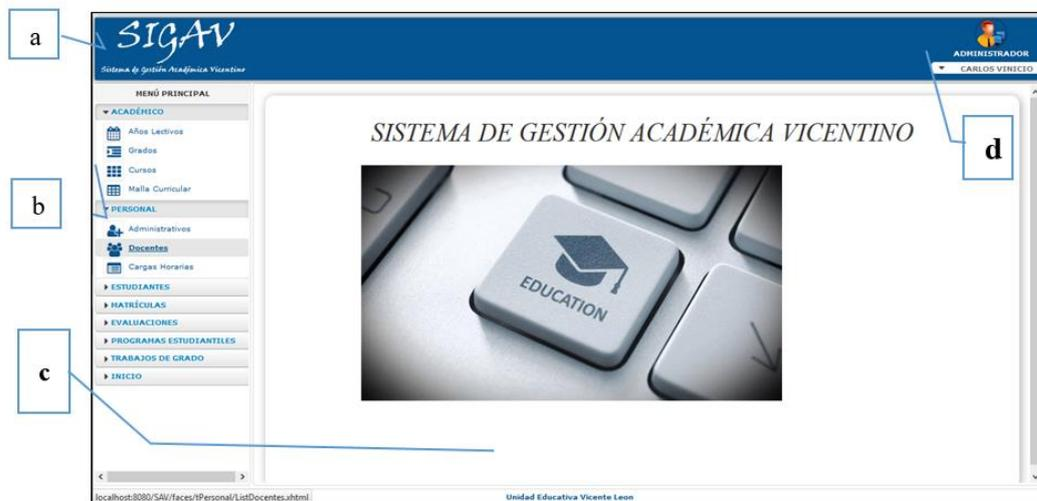 a
SIGAV
Sistema de Gestión Académica Vicentino
ADMINISTRADOR
CARLOS VINICIO
MENÚ PRINCIPAL
ACADÉMICO
Años Lectivos
Grados
Cursos
Malla Curricular
PERSONAL
Administrativos
Docentes
Cargas Horarias
ESTUDIANTES
MATRÍCULAS
EVALUACIONES
PROGRAMAS ESTUDIANTILES
TRABAJOS DE GRADO
INICIO
SISTEMA DE GESTIÓN ACADÉMICA VICENTINO
EDUCATION
b
c
d
localhost:8080/SAV/faces/tPersonal/ListDocentes.xhtml
Unidad Educativa Vicente Leon